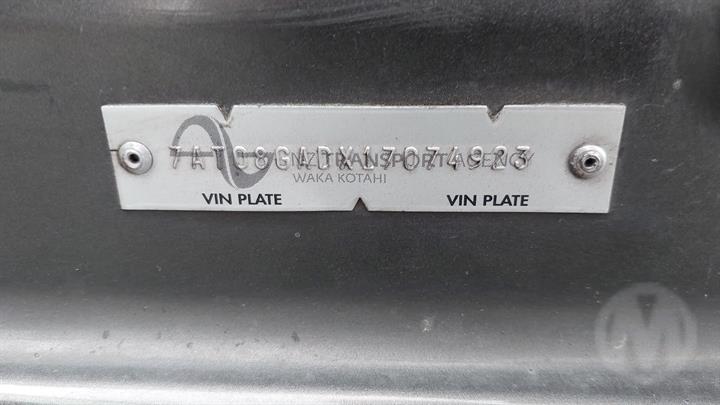 7AT08GADX17074923
NZ TRANSPORT AGENCY
WAKA KOTAHI
VIN PLATE VIN PLATE
M